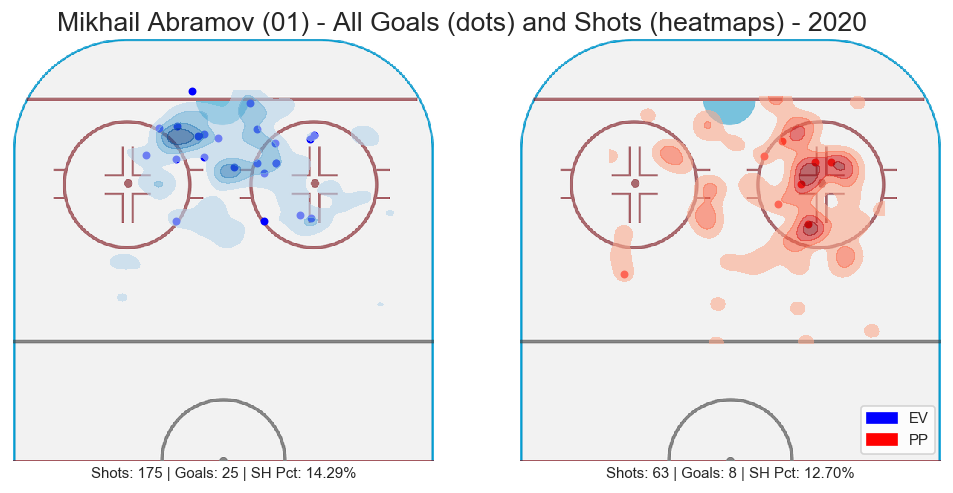 Mikhail Abramov (01) - All Goals (dots) and Shots (heatmaps) - 2020
EV
PP
Shots: 175 | Goals: 25 | SH Pct: 14.29%
Shots: 63 | Goals: 8 | SH Pct: 12.70%